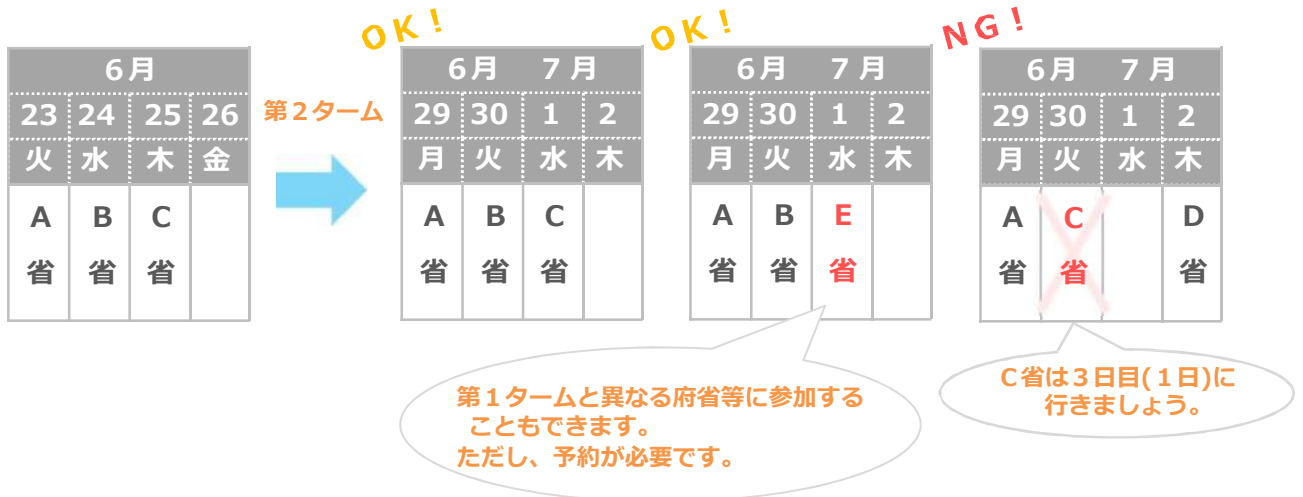 6月
23 24 25 26
火 水 木 金
A B C
省 省 省
第２ターム
OK！
6月 7月
29 30 1 2
月 火 水 木
A B C
省 省 省
OK！
6月 7月
29 30 1 2
月 火 水 木
A B E
省 省 省
第１タームと異なる府省等に参加する
こともできます。
ただし、予約が必要です。
NG！
6月 7月
29 30 1 2
月 火 水 木
A C D
省 省 省
Ｃ省は３日目(１日)に
行きましょう。